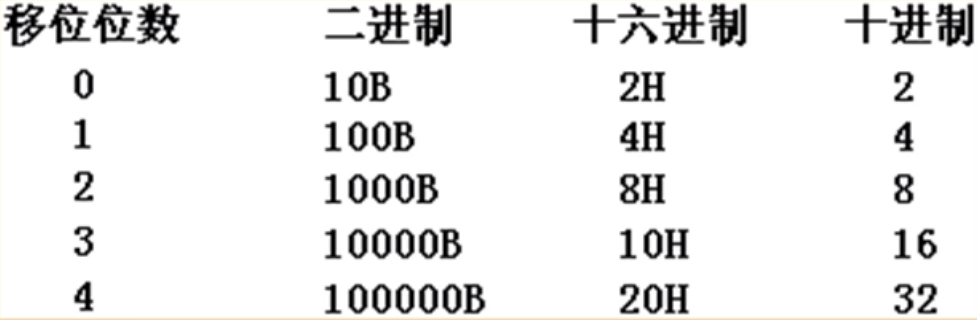 移位位数 二进制 十六进制 十进制
0 10B 2H 2
1 100B 4H 4
2 1000B 8H 8
3 10000B 10H 16
4 100000B 20H 32